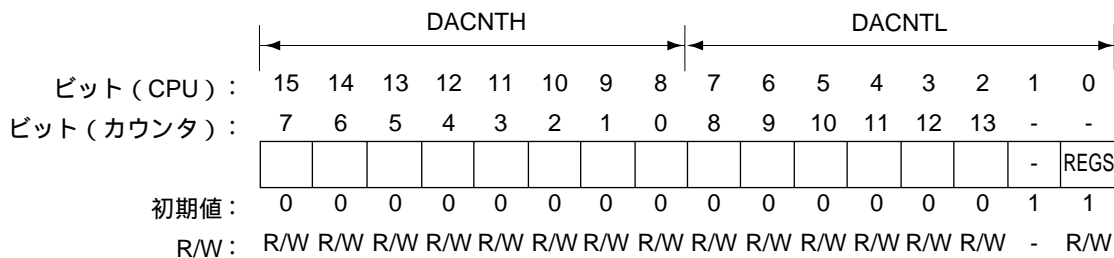 DACNTH DACNTL
ビット（CPU）： 15 14 13 12 11 10 9 8 7 6 5 4 3 2 1 0
ビット（カウンタ）： 7 6 5 4 3 2 1 0 8 9 10 11 12 13 - -
- REGS
初期値： 0 0 0 0 0 0 0 0 0 0 0 0 0 0 1 1
R/W： R/W R/W R/W R/W R/W R/W R/W R/W R/W R/W R/W R/W R/W R/W - R/W